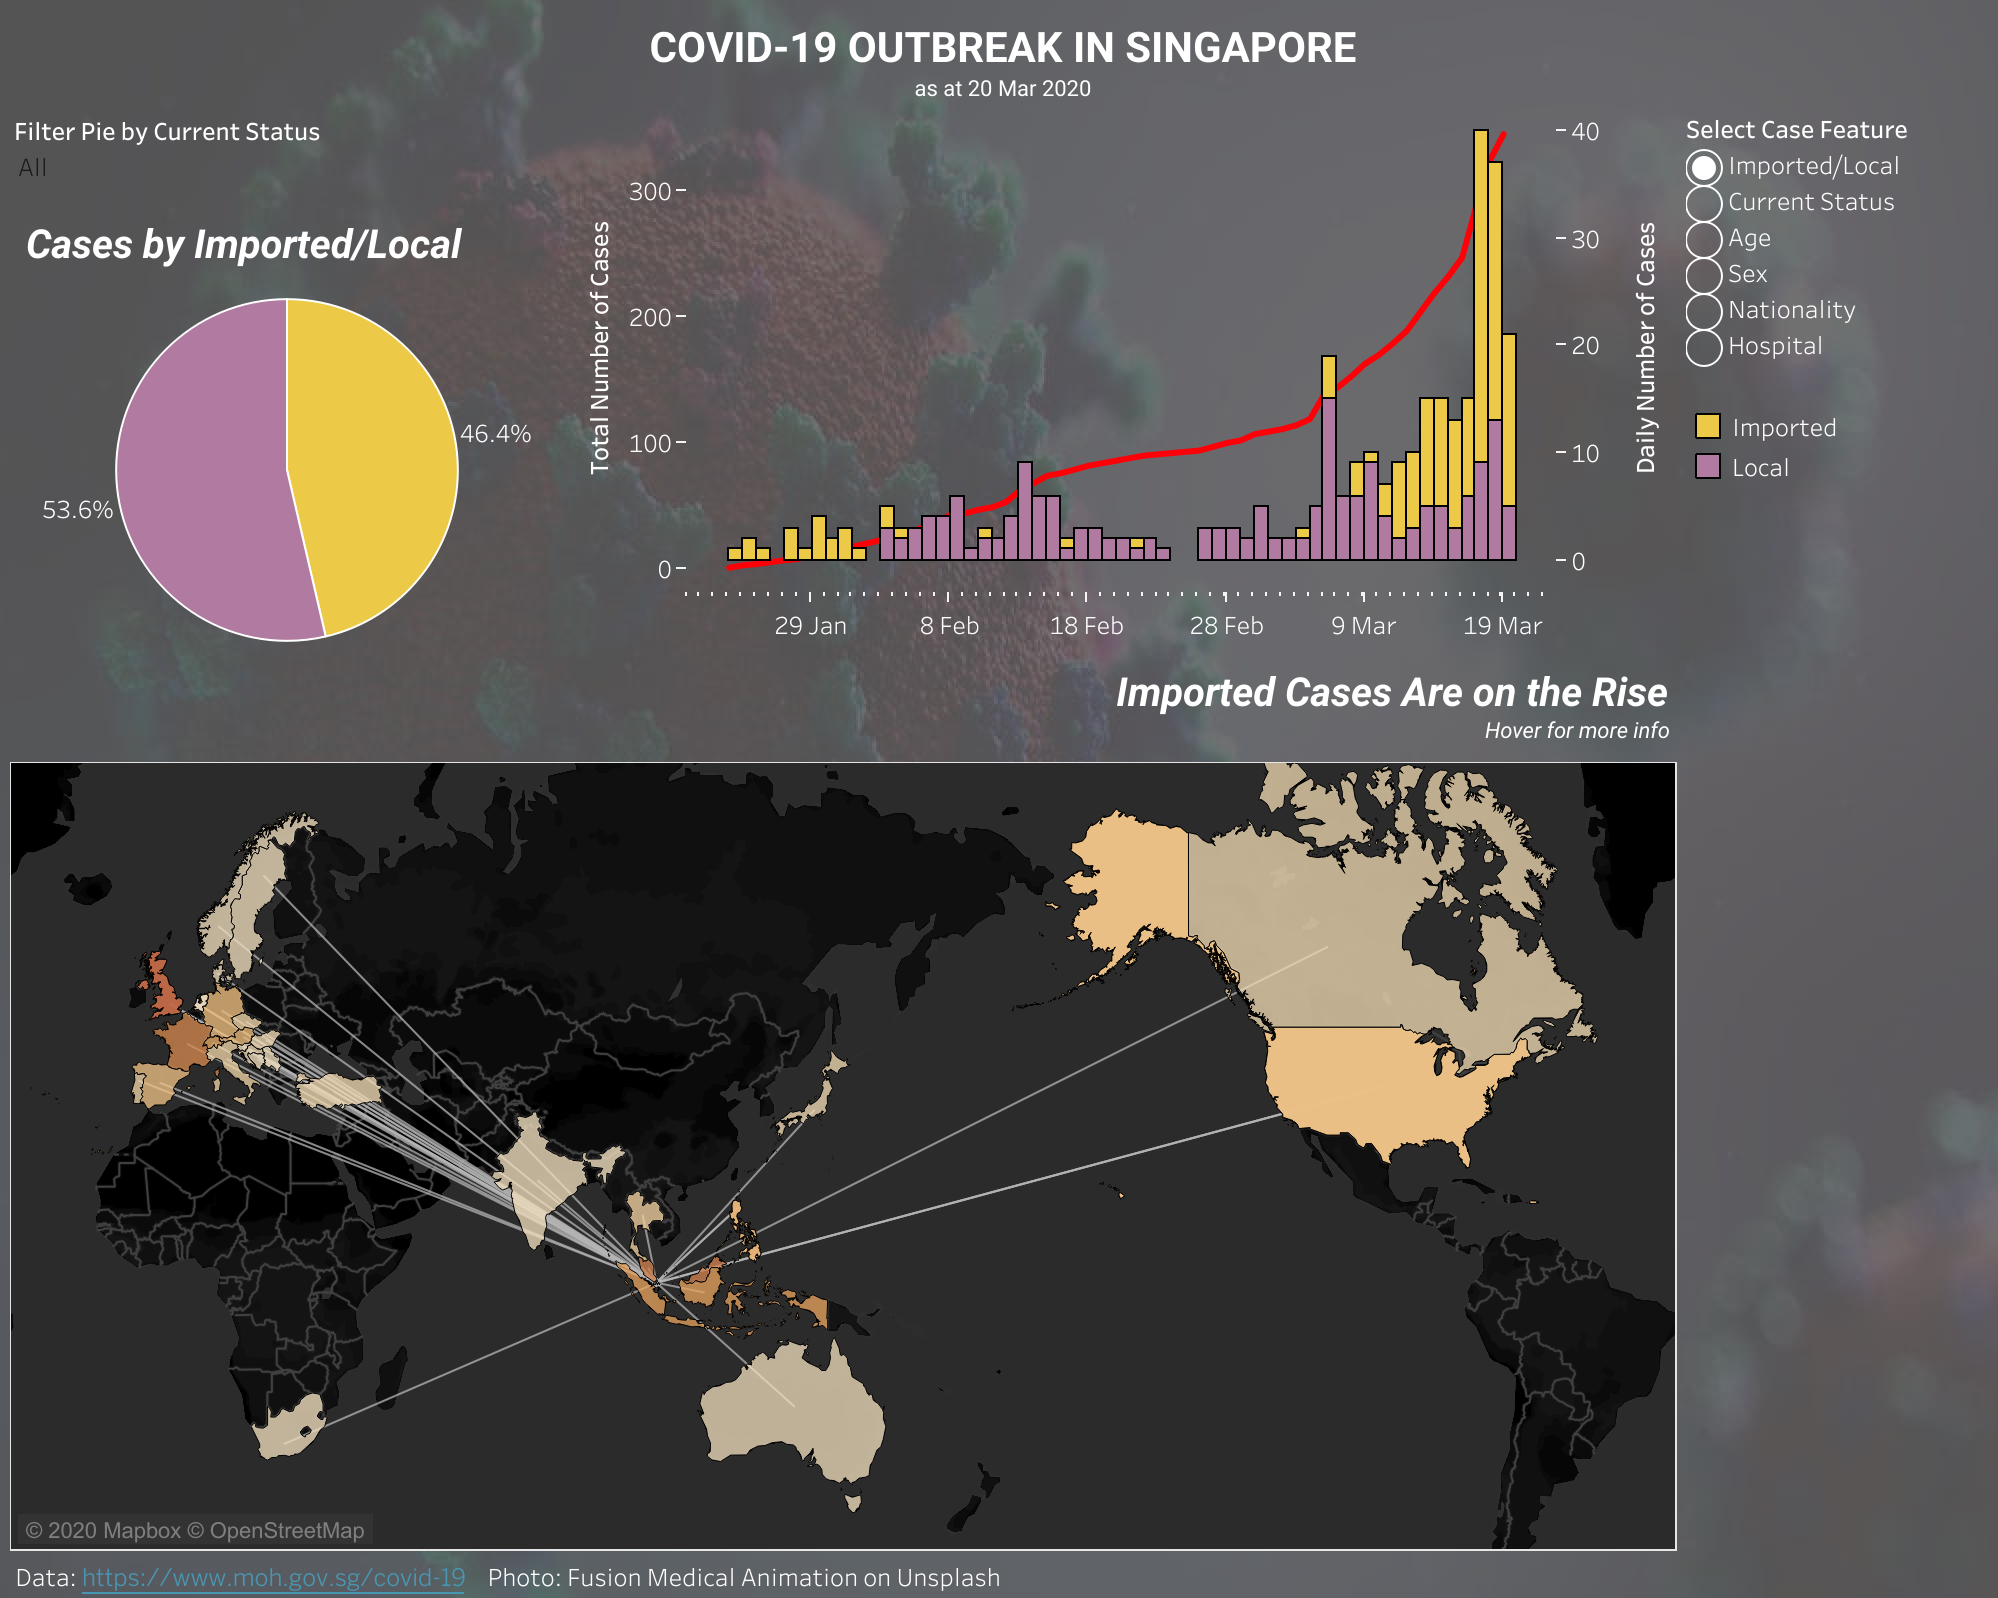 COVID-19 OUTBREAK IN SINGAPORE
as at 20 Mar 2020
Filter Pie by Current Status
All
Cases by Imported/Local
46.4%
53.6%
Total Number of Cases
300
200
100
0
29 Jan
8 Feb
18 Feb
28 Feb
9 Mar
19 Mar
40
30
20
10
0
Daily Number of Cases
Select Case Feature
Imported/Local
Current Status
Age
Sex
Nationality
Hospital
Imported
Local
Imported Cases Are on the Rise
Hover for more info
© 2020 Mapbox © OpenStreetMap
Data: https://www.moh.gov.sg/covid-19 Photo: Fusion Medical Animation on Unsplash